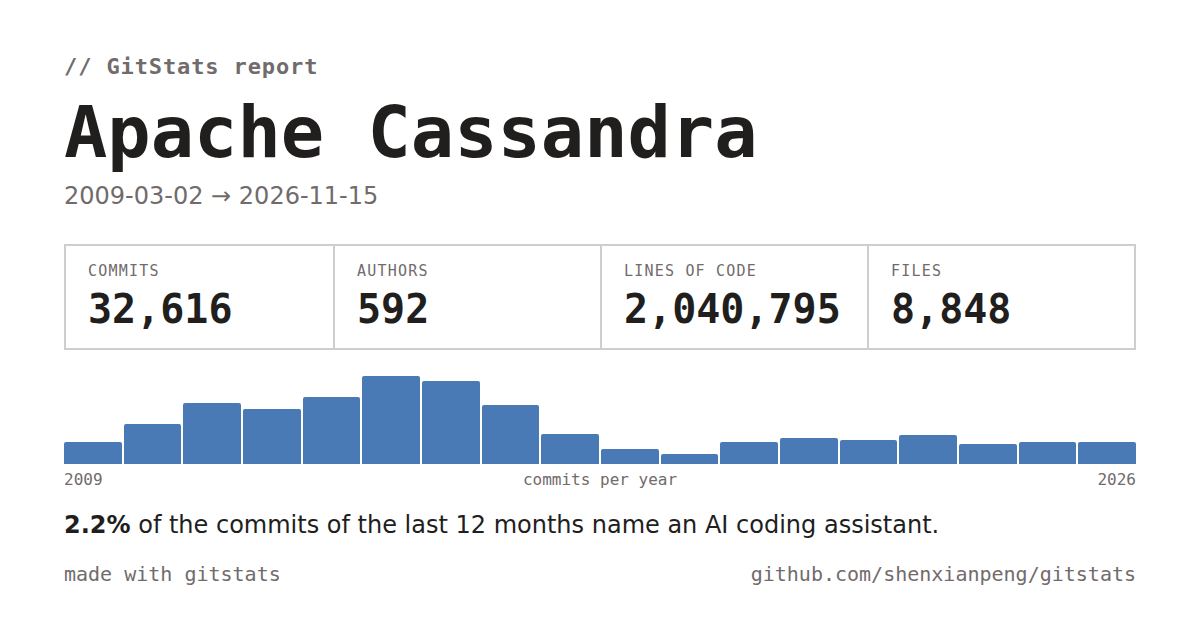 // GitStats report
Apache Cassandra
2009-03-02 → 2026-11-15
COMMITS AUTHORS LINES OF CODE FILES
32,616 592 2,040,795 8,848
2009 commits per year 2026
2.2% of the commits of the last 12 months name an AI coding assistant.
made with gitstats github.com/shenxianpeng/gitstats